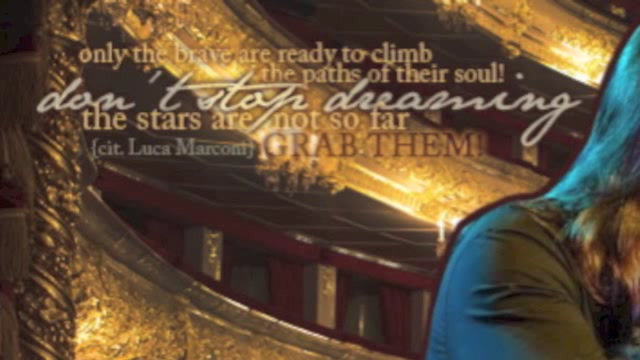 only the brave are ready to climb
the paths of their soul!
don't stop dreaming
the stars are not so far
{cit. Luca Marconi} GRAB THEM!